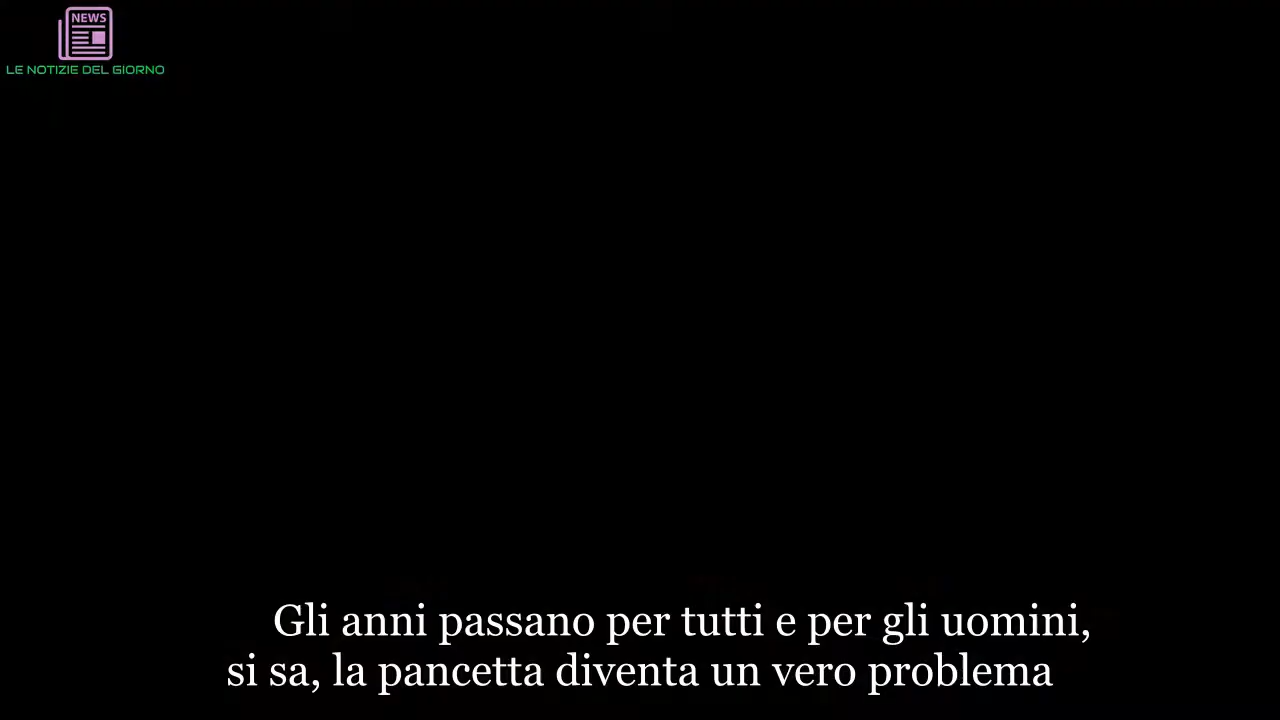 NEWS
LE NOTIZIE DEL GIORNO
Gli anni passano per tutti e per gli uomini,
si sa, la pancetta diventa un vero problema